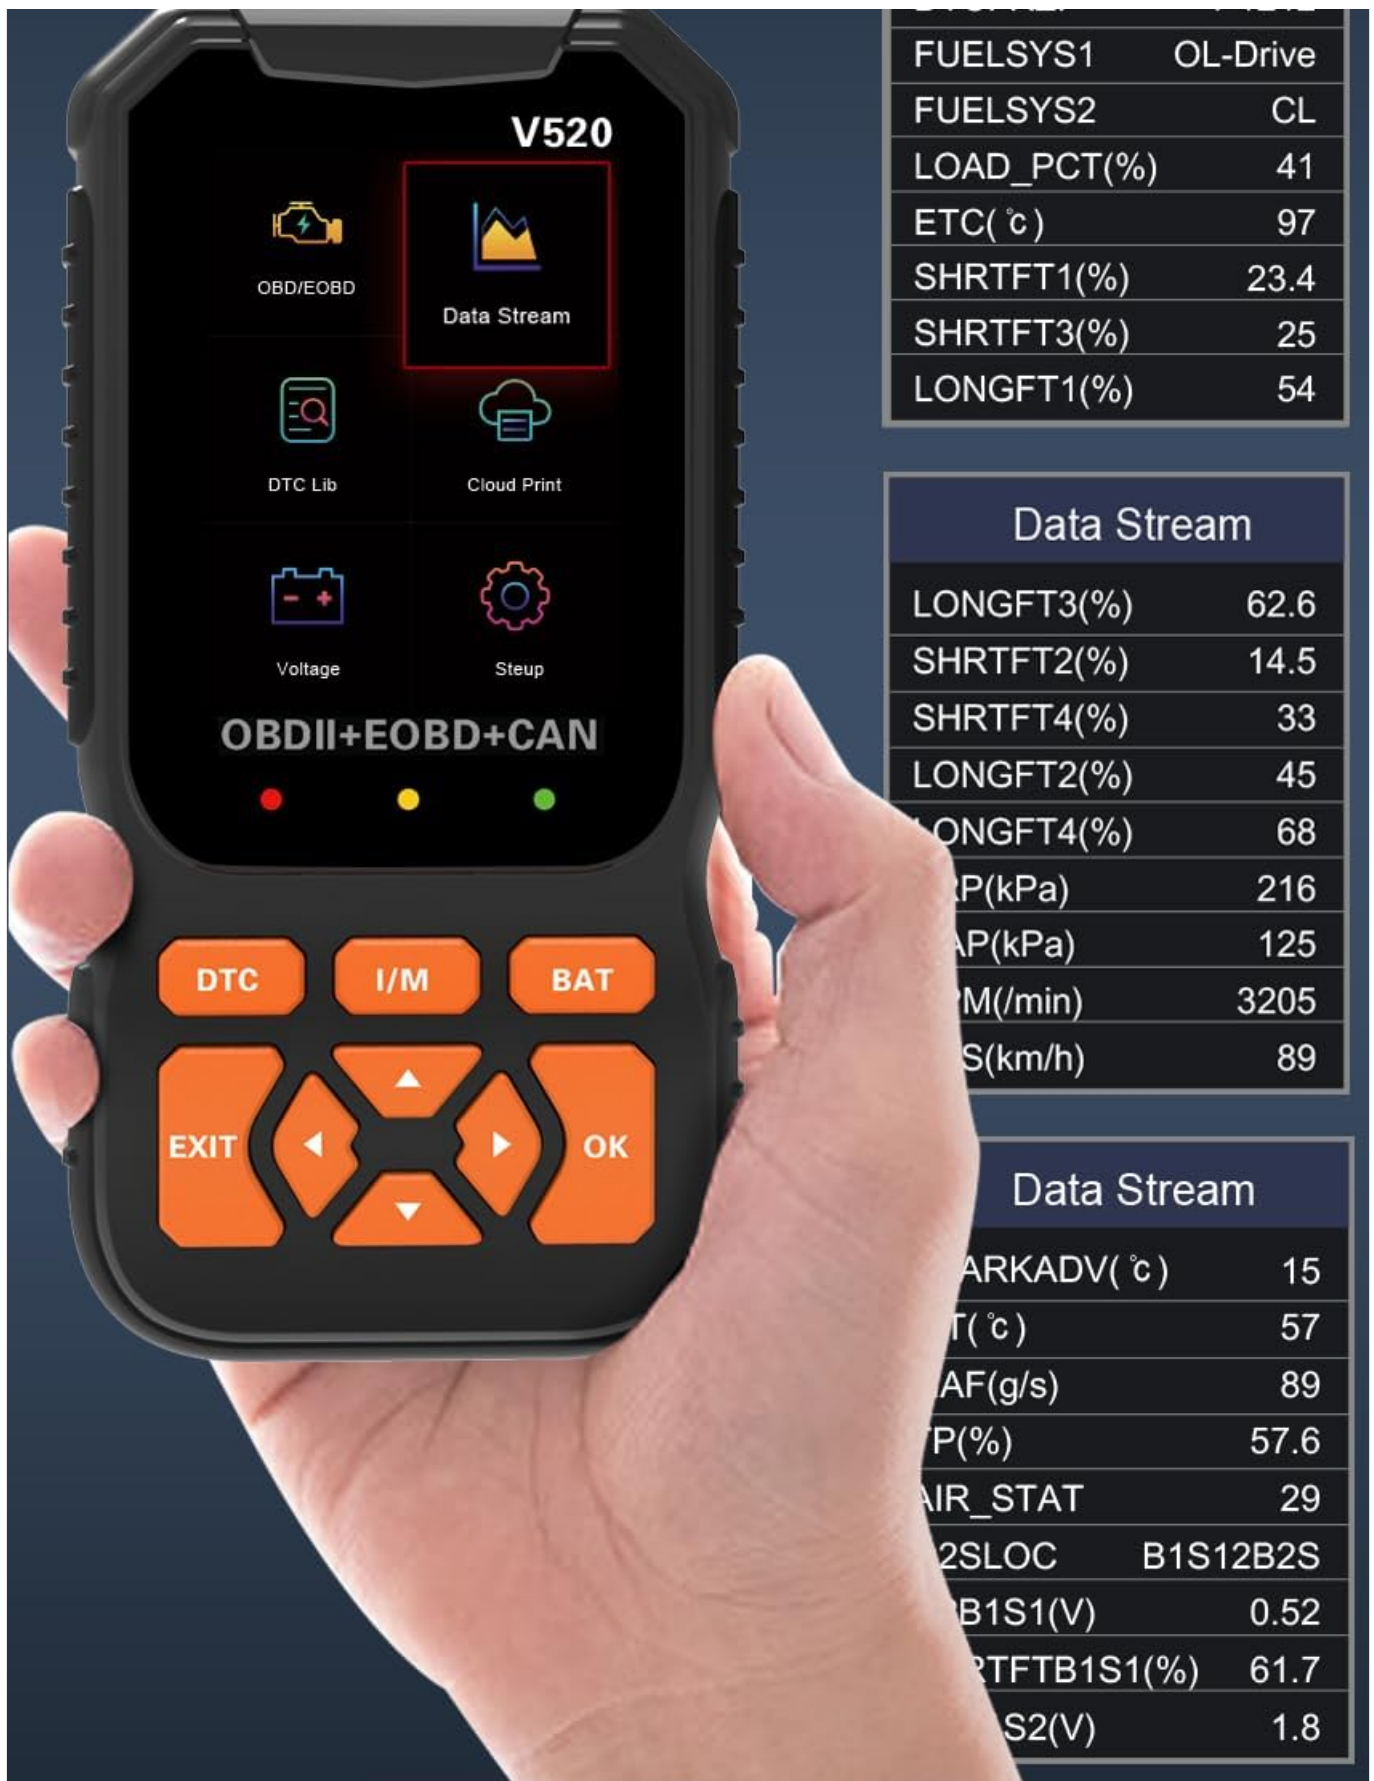 V520
OBD/EOBD
Data Stream
DTC Lib
Cloud Print
Voltage
Steup
OBDII+EOBD+CAN
DTC
I/M
BAT
EXIT
OK
FUELSYS1 OL-Drive
FUELSYS2 CL
LOAD_PCT(%) 41
ETC(℃) 97
SHRTFT1(%) 23.4
SHRTFT3(%) 25
LONGFT1(%) 54
Data Stream
LONGFT3(%) 62.6
SHRTFT2(%) 14.5
SHRTFT4(%) 33
LONGFT2(%) 45
ONGFT4(%) 68
P(kPa) 216
AP(kPa) 125
M(/min) 3205
S(km/h) 89
Data Stream
ARKADV(℃) 15
T(℃) 57
AF(g/s) 89
P(%) 57.6
AIR_STAT 29
2SLOC B1S12B2S
B1S1(V) 0.52
RTFTB1S1(%) 61.7
S2(V) 1.8